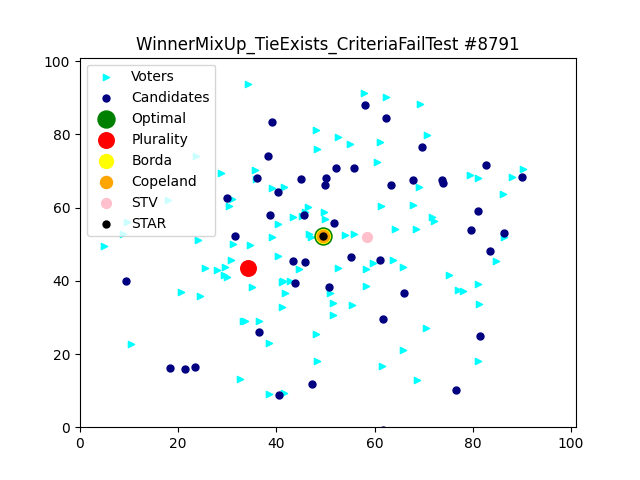 WinnerMixUp_TieExists_CriteriaFailTest #8791
100
80
60
40
20
0
0
20
40
60
80
100
Voters
Candidates
Optimal
Plurality
Borda
Copeland
STV
STAR